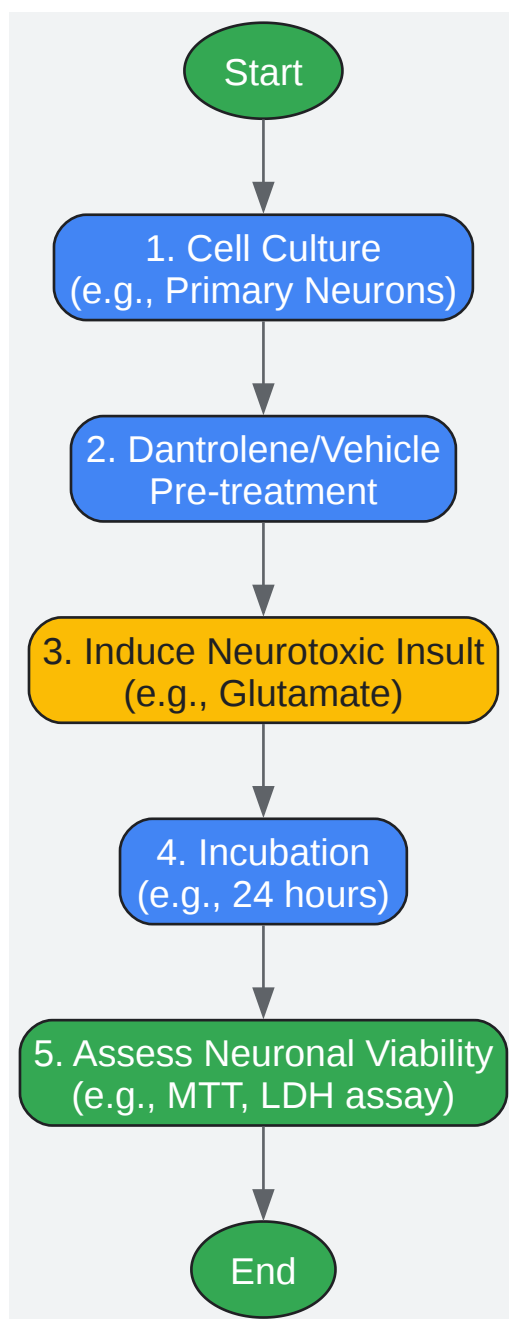 Start
1. Cell Culture
(e.g., Primary Neurons)
2. Dantrolene/Vehicle
Pre-treatment
3. Induce Neurotoxic Insult
(e.g., Glutamate)
4. Incubation
(e.g., 24 hours)
5. Assess Neuronal Viability
(e.g., MTT, LDH assay)
End